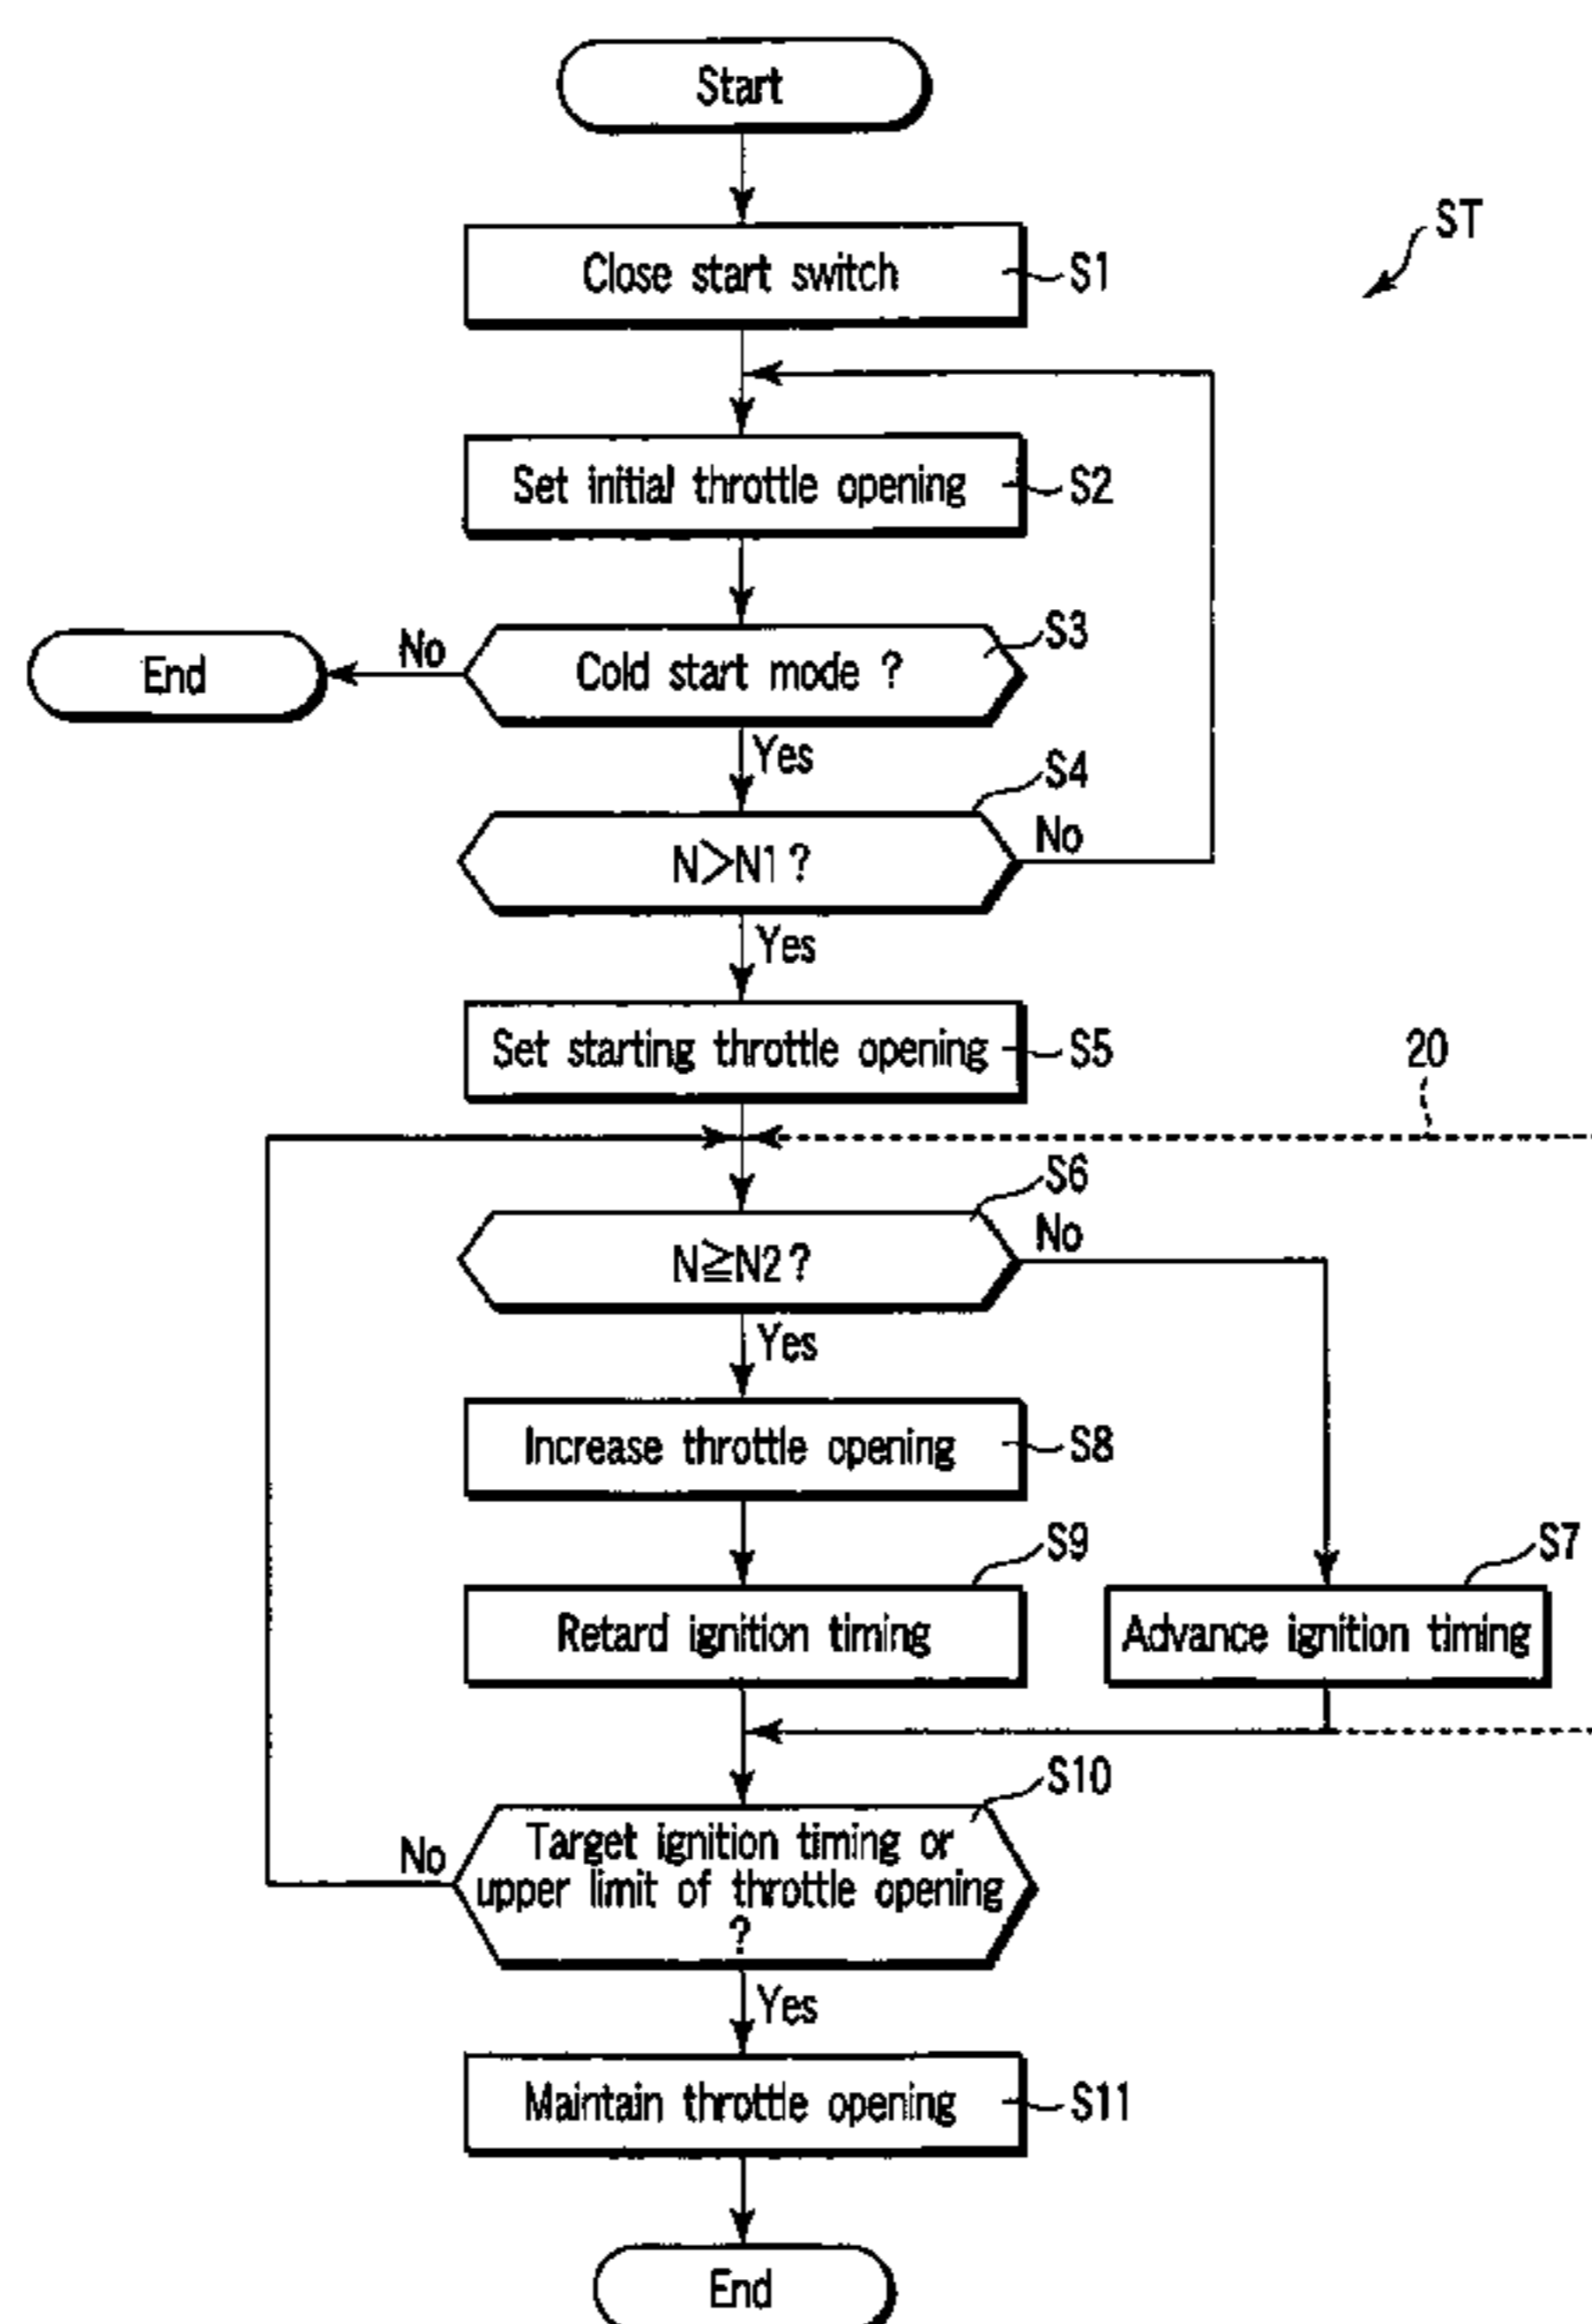 Start
ST
Close start switch
S1
Set initial throttle opening
S2
S3
End
No
Cold start mode ?
Yes
S4
N>N1?
No
Yes
Set starting throttle opening
S5
20
S6
N≧N2?
No
Yes
Increase throttle opening
S8
S9
S7
Retard ignition timing
Advance ignition timing
S10
No
Target ignition timing or
upper limit of throttle opening
?
Yes
Maintain throttle opening
S11
End